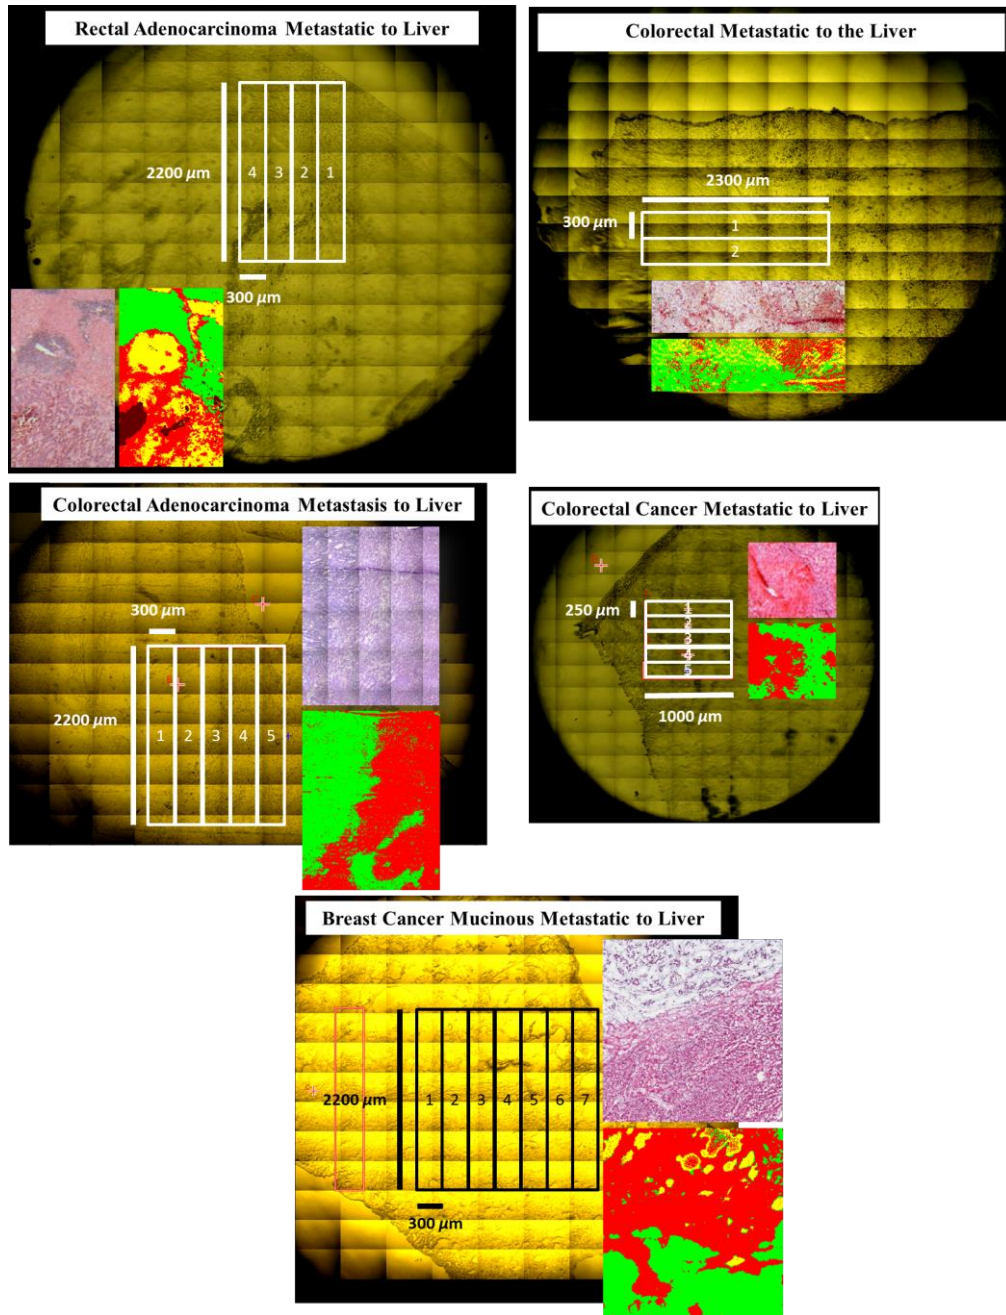 Rectal Adenocarcinoma Metastatic to Liver
2200 µm
4 3 2 1
300 µm
Colorectal Metastatic to the Liver
2300 µm
300 µm
1
2
Colorectal Adenocarcinoma Metastasis to Liver
300 µm
2200 µm
1 2 3 4 5
Colorectal Cancer Metastatic to Liver
250 µm
1
2
3
4
5
1000 µm
Breast Cancer Mucinous Metastatic to Liver
2200 µm
1 2 3 4 5 6 7
300 µm